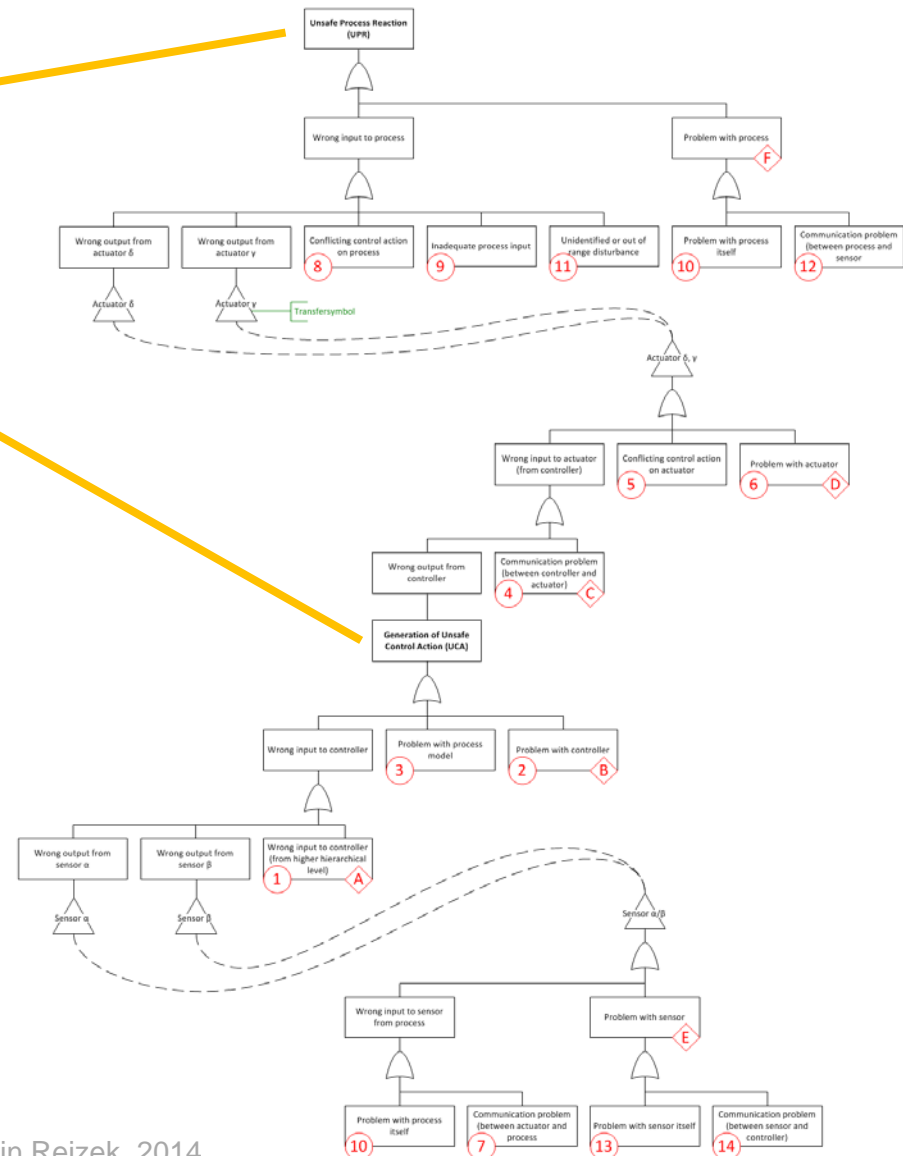 Unsafe Process Reaction
(UPR)
Wrong input to process
Problem with process
F
Wrong output from
actuator δ
Wrong output from
actuator γ
Conflicting control action
on process
8
Inadequate process input
9
Unidentified or out of
range disturbance
11
Problem with process
itself
10
Communication problem
(between process and
sensor)
12
Actuator δ
Actuator γ
Transfersymbol
Actuator δ, γ
Wrong input to actuator
(from controller)
Conflicting control action
on actuator
5
Problem with actuator
6
D
Wrong output from
controller
Communication problem
(between controller and
actuator)
4
C
Generation of Unsafe
Control Action (UCA)
Wrong input to controller
Problem with process
model
3
Problem with controller
2
B
Wrong output from
sensor α
Wrong output from
sensor β
Wrong input to controller
(from higher hierarchical
level)
1
A
Sensor α
Sensor β
Sensor α/β
Wrong input to sensor
from process
Problem with sensor
E
Problem with process
itself
10
Communication problem
(between actuator and
process
7
Problem with sensor itself
13
Communication problem
(between sensor and
controller)
14
in Rejzek, 2014